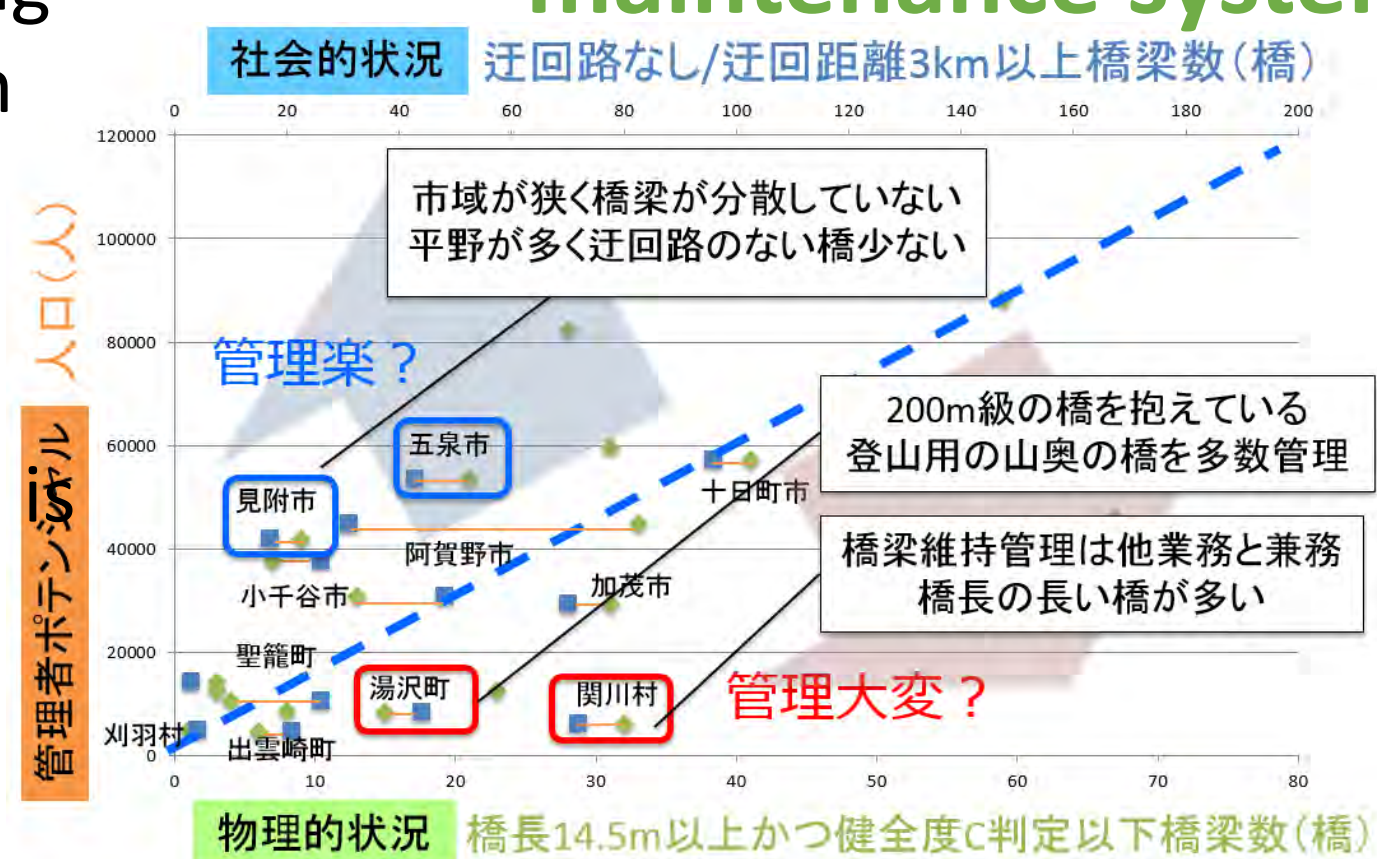 maintenance system
社会的状況 迂回路なし/迂回距離3km以上橋梁数(橋)
0 20 40 60 80 100 120 140 160 180 200
120000
100000
80000
60000
40000
20000
0
人口(人)
管理者ポテンシャル
is
市域が狭く橋梁が分散していない
平野が多く迂回路のない橋少ない
管理楽?
200m級の橋を抱えている
登山用の山奥の橋を多数管理
五泉市
見附市
十日町市
橋梁維持管理は他業務と兼務
橋長の長い橋が多い
阿賀野市
小千谷市
加茂市
聖籠町
湯沢町
関川村
管理大変?
刈羽村
出雲崎町
0 10 20 30 40 50 60 70 80
物理的状況 橋長14.5m以上かつ健全度C判定以下橋梁数(橋)